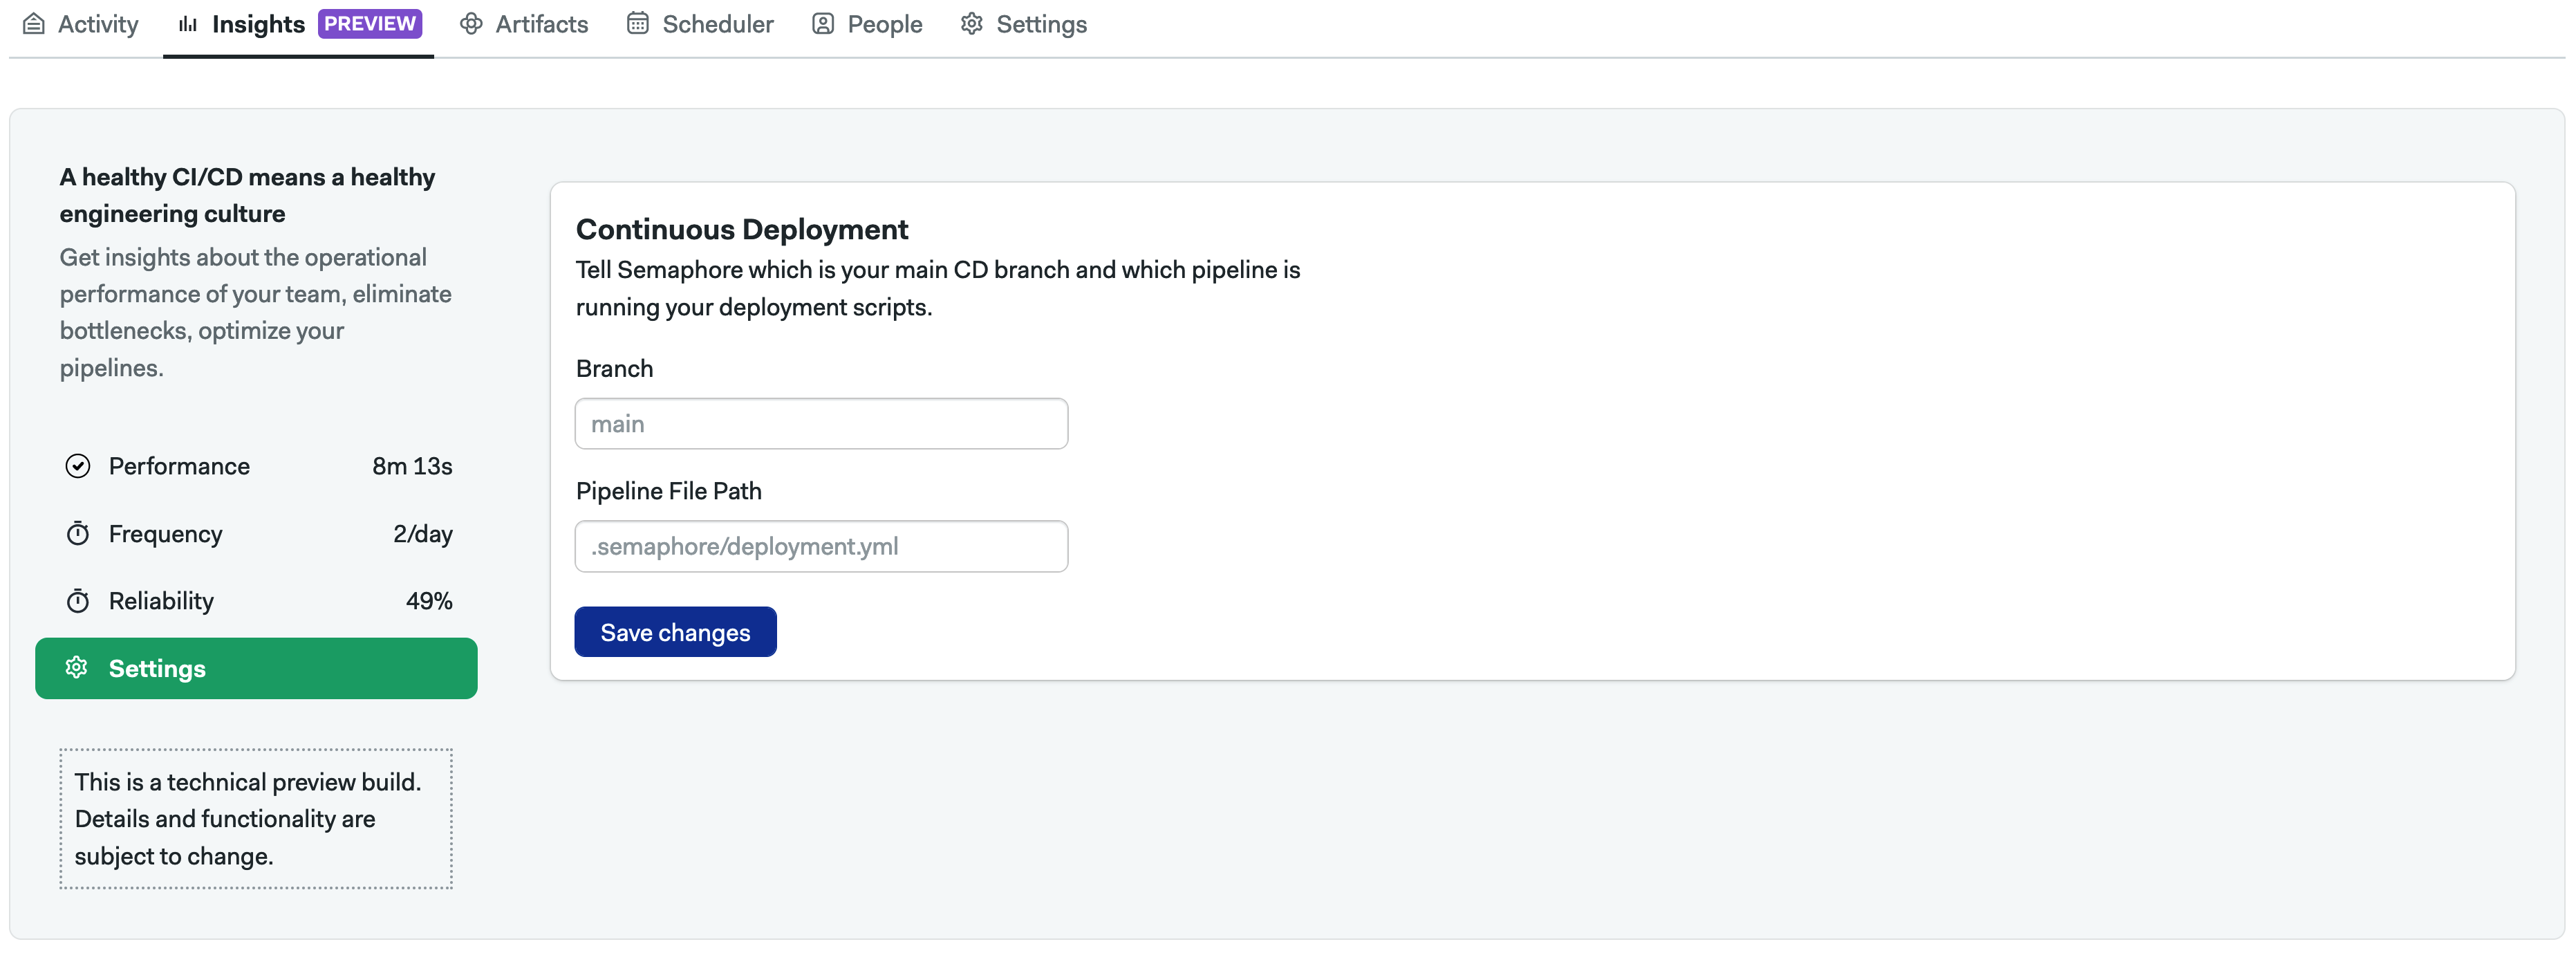 Activity Insights PREVIEW Artifacts Scheduler People Settings
A healthy CI/CD means a healthy
engineering culture
Get insights about the operational
performance of your team, eliminate
bottlenecks, optimize your
pipelines.
Performance 8m 13s
Frequency 2/day
Reliability 49%
Settings
This is a technical preview build.
Details and functionality are
subject to change.
Continuous Deployment
Tell Semaphore which is your main CD branch and which pipeline is
running your deployment scripts.
Branch
main
Pipeline File Path
.semaphore/deployment.yml
Save changes